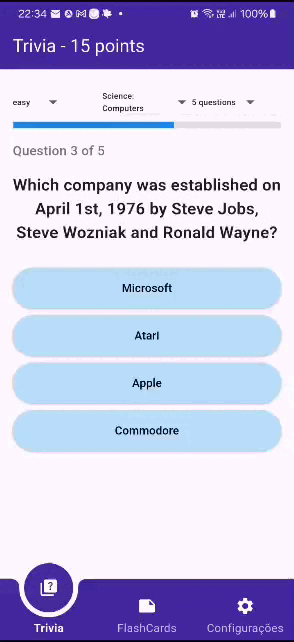 22:34 100%
Trivia - 15 points
easy
Science:
Computers
5 questions
Question 3 of 5
Which company was established on
April 1st, 1976 by Steve Jobs,
Steve Wozniak and Ronald Wayne?
Microsoft
Atari
Apple
Commodore
Trivia FlashCards Configurações